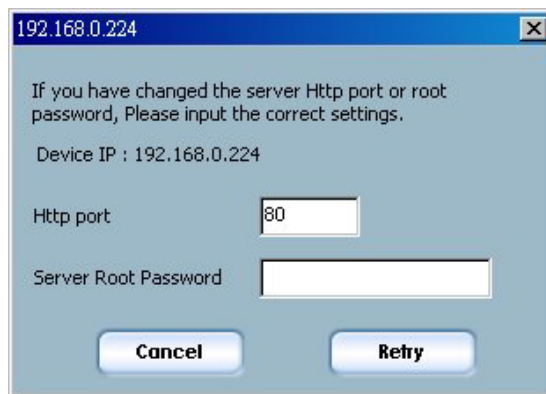 192.168.0.224
If you have changed the server Http port or root
password, Please input the correct settings.
Device IP : 192.168.0.224
Http port
80
Server Root Password
Cancel
Retry